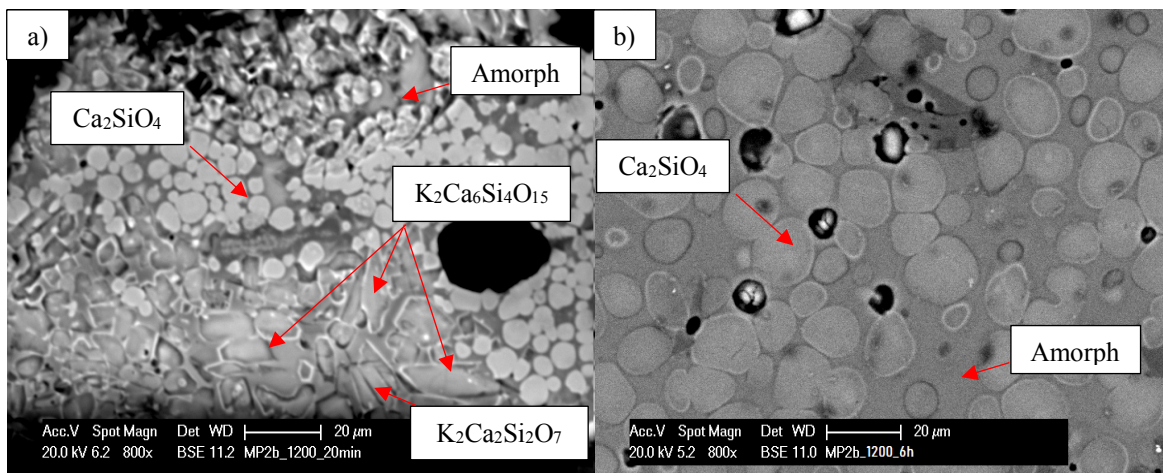 a)
Amorph
Ca₂SiO₄
K₂Ca₆Si₄O₁₅
K₂Ca₂Si₂O₇
Acc.V Spot Magn Det WD 20 µm
20.0 kV 6.2 800x BSE 11.2 MP2b_1200_20min
b)
Ca₂SiO₄
Amorph
Acc.V Spot Magn Det WD 20 µm
20.0 kV 5.2 800x BSE 11.0 MP2b_1200_6h